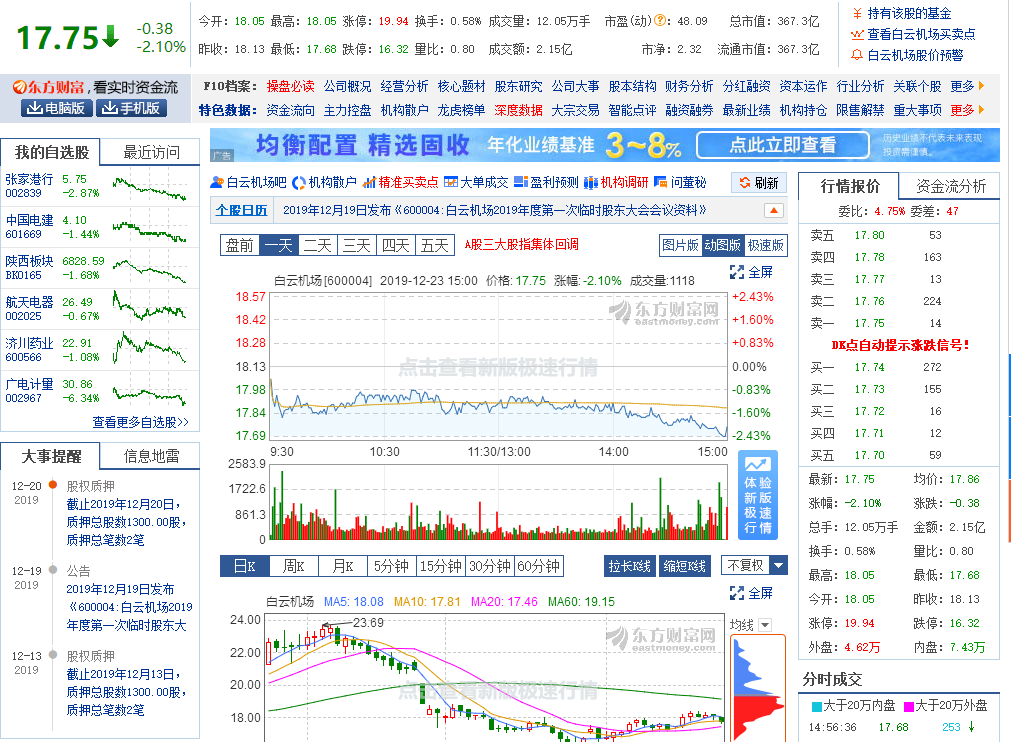 17.75 -0.38 -2.10%
今开: 18.05 最高: 18.05 涨停: 19.94 换手: 0.58% 成交量: 12.05万手 市盈(动)?: 48.09 总市值: 367.3亿
昨收: 18.13 最低: 17.68 跌停: 16.32 量比: 0.80 成交额: 2.15亿 市净: 2.32 流通市值: 367.3亿
持有该股的基金
查看白云机场买卖点
白云机场股价预警
东方财富,看实时资金流
电脑版 手机版
F10档案: 操盘必读 公司概况 经营分析 核心题材 股东研究 公司大事 股本结构 财务分析 分红融资 资本运作 行业分析 关联个股 更多
特色数据: 资金流向 主力控盘 机构散户 龙虎榜单 深度数据 大宗交易 智能点评 融资融券 最新业绩 机构持仓 限售解禁 重大事项 更多
我的自选股 最近访问
张家港行 5.75
002839 -2.87%
中国电建 4.10
601669 -1.44%
陕西板块 6828.59
BK0165 -1.68%
航天电器 26.49
002025 -0.67%
济川药业 22.91
600566 -1.08%
广电计量 30.86
002967 -6.34%
查看更多自选股>>
大事提醒 信息地雷
12-20 股权质押
2019 截止2019年12月20日,
质押总股数1300.00股,
质押总笔数2笔
12-19 公告
2019 2019年12月19日发布
《600004:白云机场2019
年度第一次临时股东大
12-13 股权质押
2019 截止2019年12月13日,
质押总股数1300.00股,
质押总笔数2笔
广告 均衡配置 精选固收 年化业绩基准 3~8% 点此立即查看 历史业绩不代表未来表现
投资需谨慎。
白云机场吧 机构散户 精准买卖点 大单成交 盈利预测 机构调研 问董秘 刷新
个股日历 2019年12月19日发布《600004:白云机场2019年度第一次临时股东大会会议资料》
盘前 一天 二天 三天 四天 五天 A股三大股指集体回调 图片版 动图版 极速版
白云机场[600004] 2019-12-23 15:00 价格: 17.75 涨幅: -2.10% 成交量:1118 全屏
18.57 +2.43%
18.42 +1.60%
18.28 +0.83%
18.13 0.00%
17.98 -0.83%
17.84 -1.60%
17.69 -2.43%
东方财富网
eastmoney.com
点击查看新版极速行情
9:30 10:30 11:30/13:00 14:00 15:00
2583.9
1722.6
861.3
0
体验新版极速行情
日K 周K 月K 5分钟 15分钟 30分钟 60分钟 拉长K线 缩短K线 不复权
白云机场 MA5: 18.08 MA10: 17.81 MA20: 17.46 MA60: 19.15 全屏
24.00
22.00
20.00
18.00
23.69
东方财富网
eastmoney.com
点击查看新版极速行情
均线
行情报价 资金流分析
委比: 4.75% 委差: 47
卖五 17.80 53
卖四 17.78 163
卖三 17.77 13
卖二 17.76 224
卖一 17.75 14
DK点自动提示涨跌信号!
买一 17.74 272
买二 17.73 155
买三 17.72 16
买四 17.71 12
买五 17.70 59
最新: 17.75 均价: 17.86
涨幅: -2.10% 涨跌: -0.38
总手: 12.05万手 金额: 2.15亿
换手: 0.58% 量比: 0.80
最高: 18.05 最低: 17.68
今开: 18.05 昨收: 18.13
涨停: 19.94 跌停: 16.32
外盘: 4.62万 内盘: 7.43万
分时成交
大于20万内盘 大于20万外盘
14:56:36 17.68 253 ↓